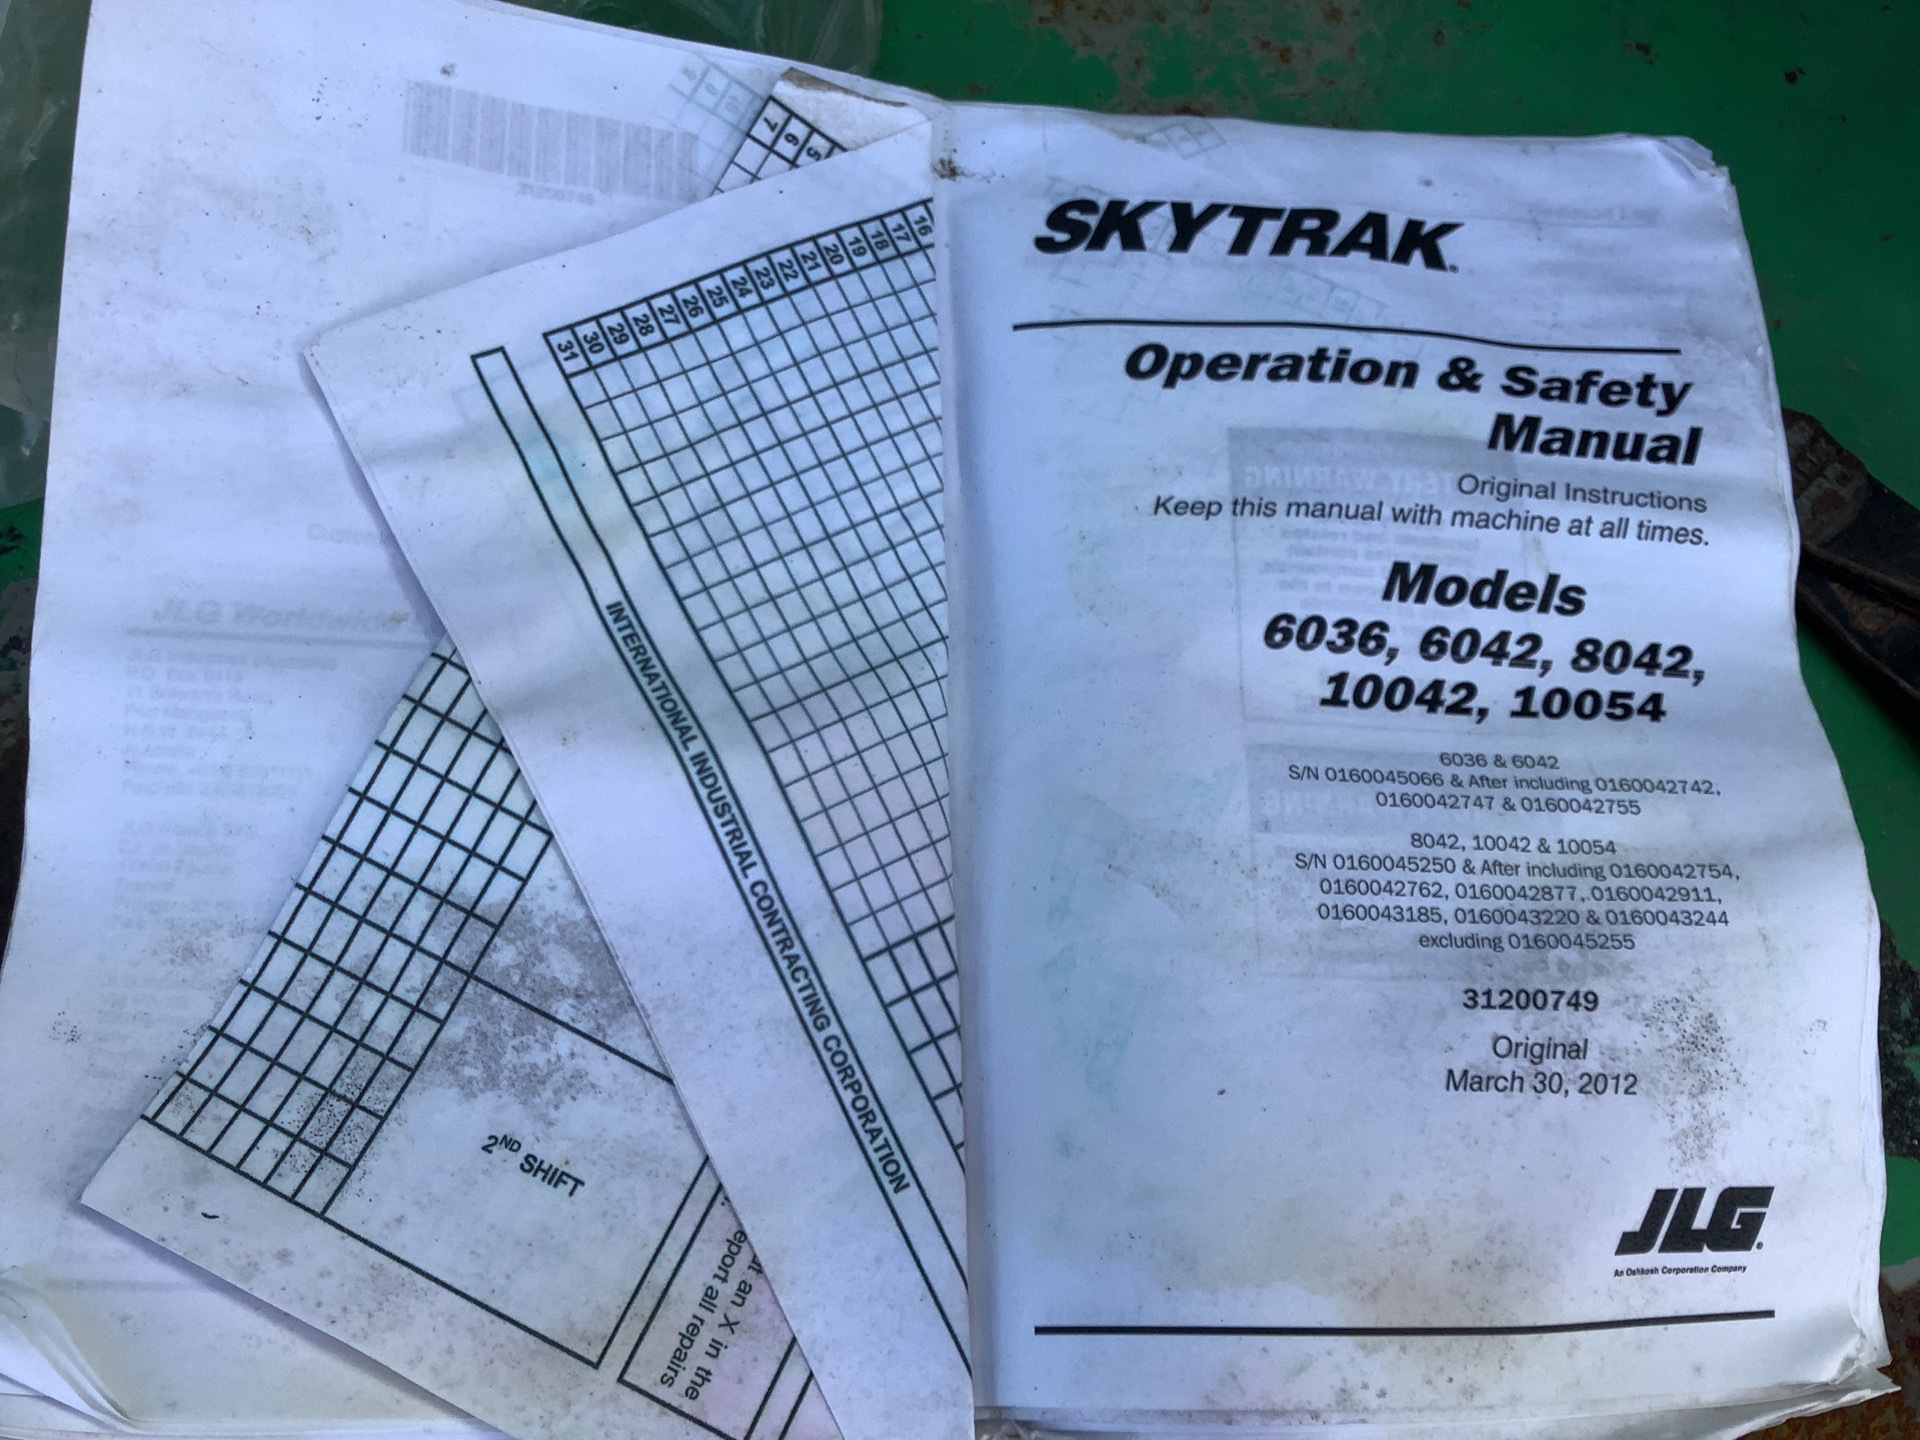 SKYTRAK
Operation & Safety
Manual
Original Instructions
Keep this manual with machine at all times.
Models
6036, 6042, 8042,
10042, 10054
6036 & 6042
S/N 0160045066 & After including 0160042742,
0160042747 & 0160042755
8042, 10042 & 10054
S/N 0160045250 & After including 0160042754,
0160042762, 0160042877, 0160042911,
0160043185, 0160043220 & 0160043244
excluding 0160045255
31200749
Original
March 30, 2012
JLG
An Oshkosh Corporation Company
5 6 7
16 17 18 19 20 21 22 23 24 25 26 27 28 29 30 31
INTERNATIONAL INDUSTRIAL CONTRACTING CORPORATION
2ND SHIFT
an X in the
all repairs
JLG Worldwide